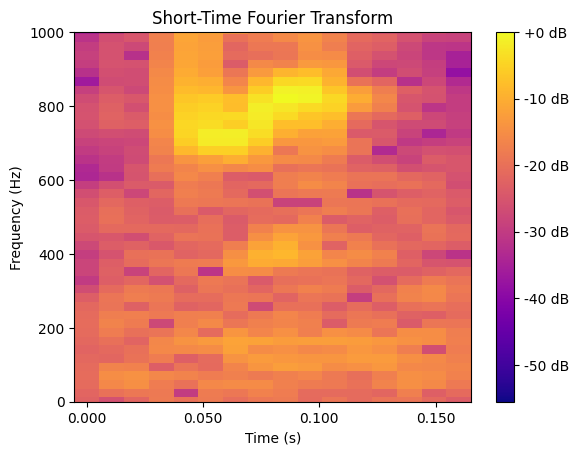 Short-Time Fourier Transform
1000
800
600
400
200
0
Frequency (Hz)
0.000
0.050
0.100
0.150
Time (s)
+0 dB
-10 dB
-20 dB
-30 dB
-40 dB
-50 dB